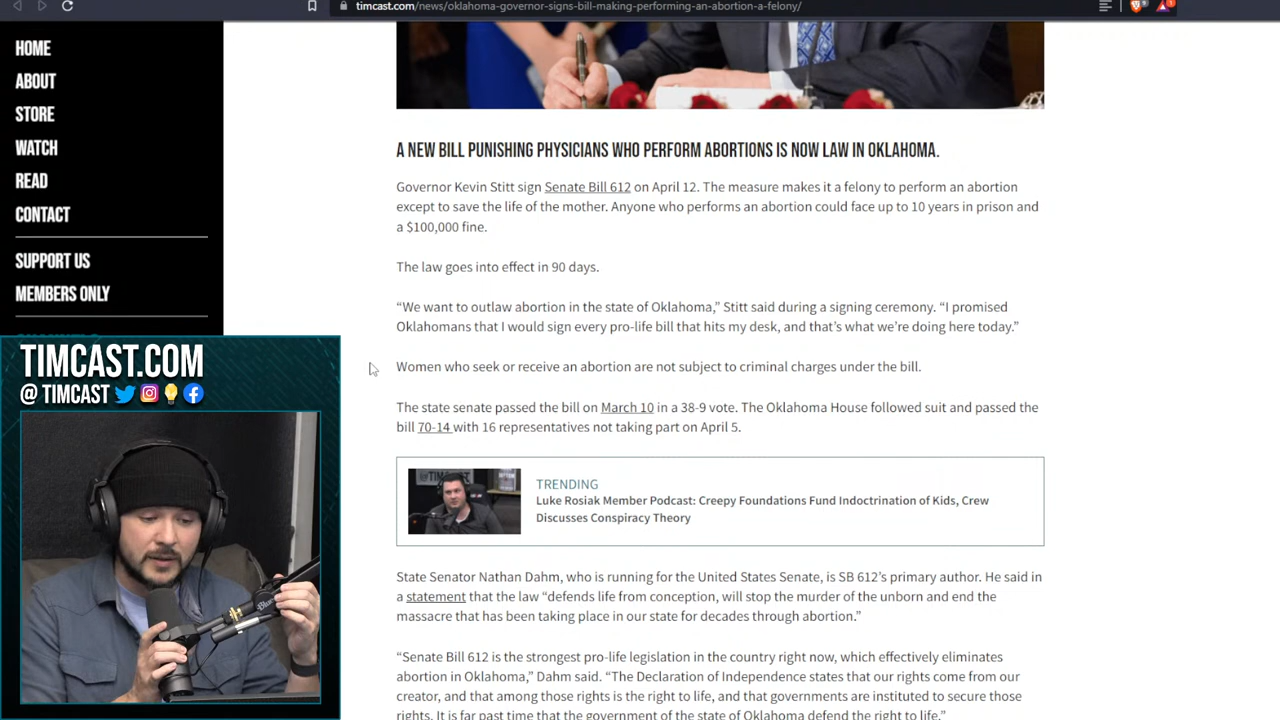 timcast.com/news/oklahoma-governor-signs-bill-making-performing-an-abortion-a-felony/
HOME
ABOUT
STORE
WATCH
READ
CONTACT
SUPPORT US
MEMBERS ONLY
TIMCAST.COM
@ TIMCAST
A NEW BILL PUNISHING PHYSICIANS WHO PERFORM ABORTIONS IS NOW LAW IN OKLAHOMA.
Governor Kevin Stitt sign Senate Bill 612 on April 12. The measure makes it a felony to perform an abortion
except to save the life of the mother. Anyone who performs an abortion could face up to 10 years in prison and
a $100,000 fine.
The law goes into effect in 90 days.
“We want to outlaw abortion in the state of Oklahoma,” Stitt said during a signing ceremony. “I promised
Oklahomans that I would sign every pro-life bill that hits my desk, and that’s what we’re doing here today.”
Women who seek or receive an abortion are not subject to criminal charges under the bill.
The state senate passed the bill on March 10 in a 38-9 vote. The Oklahoma House followed suit and passed the
bill 70-14 with 16 representatives not taking part on April 5.
TRENDING
Luke Rosiak Member Podcast: Creepy Foundations Fund Indoctrination of Kids, Crew
Discusses Conspiracy Theory
State Senator Nathan Dahm, who is running for the United States Senate, is SB 612’s primary author. He said in
a statement that the law “defends life from conception, will stop the murder of the unborn and end the
massacre that has been taking place in our state for decades through abortion.”
“Senate Bill 612 is the strongest pro-life legislation in the country right now, which effectively eliminates
abortion in Oklahoma,” Dahm said. “The Declaration of Independence states that our rights come from our
creator, and that among those rights is the right to life, and that governments are instituted to secure those
rights. It is far past time that the government of the state of Oklahoma defend the right to life.”